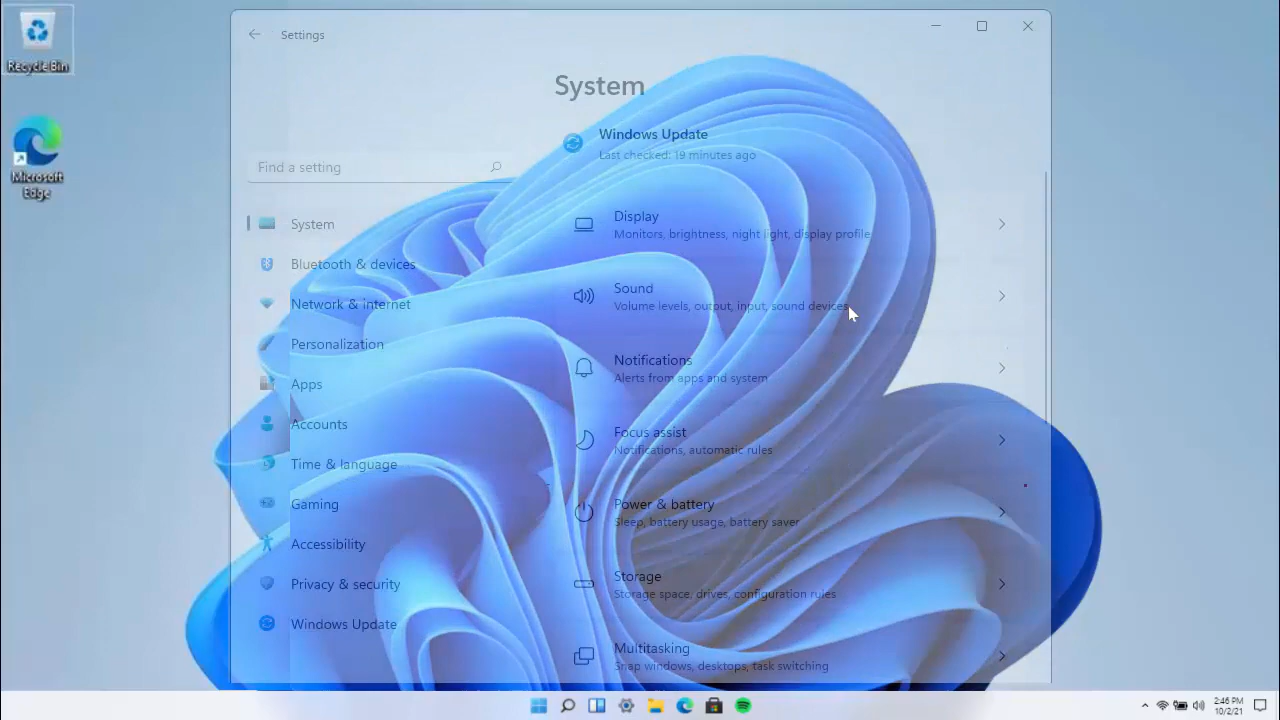 Recycle Bin
Microsoft
Edge
Settings
System
Windows Update
Last checked: 19 minutes ago
Find a setting
System
Bluetooth & devices
Network & internet
Personalization
Apps
Accounts
Time & language
Gaming
Accessibility
Privacy & security
Windows Update
Display
Monitors, brightness, night light, display profile
Sound
Volume levels, output, input, sound devices
Notifications
Alerts from apps and system
Focus assist
Notifications, automatic rules
Power & battery
Sleep, battery usage, battery saver
Storage
Storage space, drives, configuration rules
Multitasking
Snap windows, desktops, task switching
2:46 PM
10/2/21